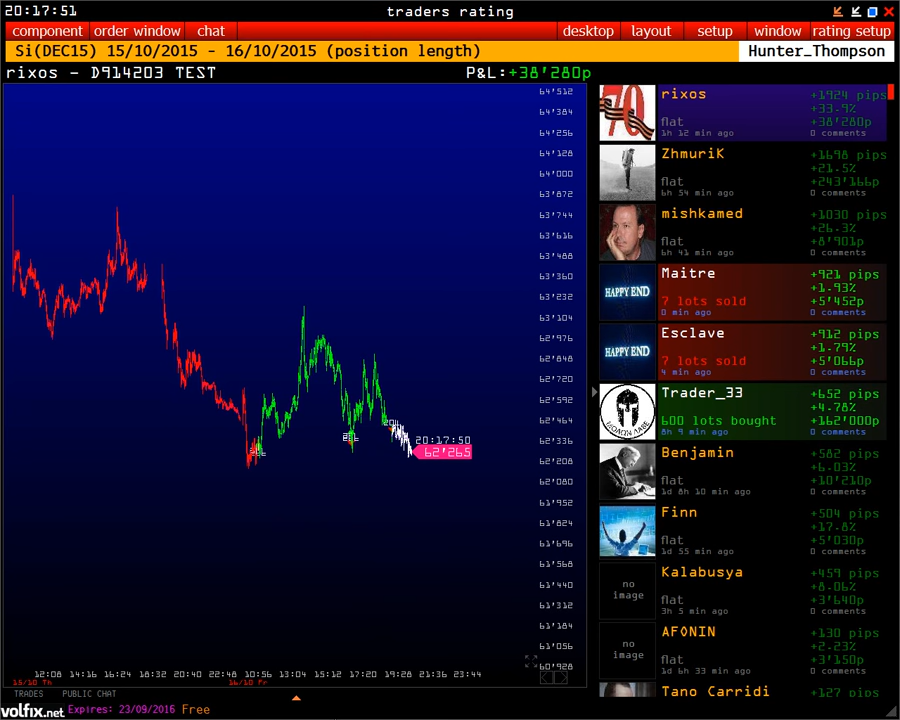 20:17:51
traders rating
component order window chat desktop layout setup window rating setup
Si(DEC15) 15/10/2015 - 16/10/2015 (position length)
Hunter_Thompson
rixos - D914203 TEST
P&L:+38'280p
64'512
64'384
64'256
64'128
64'000
63'872
63'744
63'616
63'488
63'360
63'232
63'104
62'976
62'848
62'720
62'592
62'464
62'336
62'208
62'080
61'952
61'824
61'696
61'568
61'440
61'312
61'184
61'056
60'928
20:17:50
62'265
12:08 14:16 16:24 18:32 20:40 22:48 10:56 13:04 15:12 17:20 19:28 21:36 23:44
15/10 Th
16/10 Fr
70
rixos
+1924 pips
+33.9%
flat
+38'280p
1h 12 min ago
0 comments
ZhmuriK
+1698 pips
+21.5%
flat
+243'166p
6h 54 min ago
0 comments
mishkamed
+1030 pips
+26.3%
flat
+8'901p
6h 41 min ago
0 comments
HAPPY END
Maitre
+921 pips
+1.93%
7 lots sold
+5'452p
0 min ago
0 comments
HAPPY END
Esclave
+912 pips
+1.79%
7 lots sold
+5'066p
4 min ago
0 comments
ΜΟΛΩΝ ΛΑΒΕ
Trader_33
+652 pips
+4.78%
600 lots bought
+162'000p
8h 9 min ago
0 comments
Benjamin
+582 pips
+6.03%
flat
+10'210p
1d 8h 10 min ago
0 comments
Finn
+504 pips
+17.8%
flat
+5'030p
1d 55 min ago
0 comments
no image
Kalabusya
+459 pips
+8.06%
flat
+3'640p
3h 5 min ago
0 comments
no image
AFONIN
+130 pips
+2.23%
flat
+3'150p
1d 6h 33 min ago
0 comments
Tano Carridi
+127 pips
TRADES PUBLIC CHAT
volfix.net Expires: 23/09/2016 Free